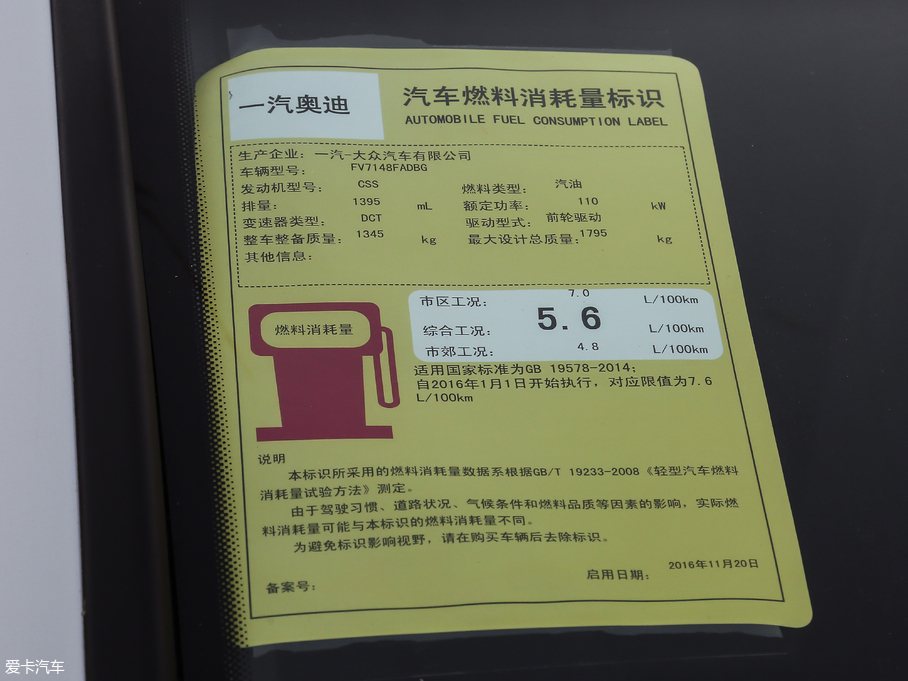 一汽奥迪
汽车燃料消耗量标识
AUTOMOBILE FUEL CONSUMPTION LABEL
生产企业: 一汽-大众汽车有限公司
车辆型号: FV7148FADBG
发动机型号: CSS 燃料类型: 汽油
排量: 1395 mL 额定功率: 110 kW
变速器类型: DCT 驱动型式: 前轮驱动
整车整备质量: 1345 kg 最大设计总质量: 1795 kg
其他信息:
燃料消耗量
市区工况: 7.0 L/100km
综合工况: 5.6 L/100km
市郊工况: 4.8 L/100km
适用国家标准为GB 19578-2014;
自2016年1月1日开始执行, 对应限值为7.6
L/100km
说明
本标识所采用的燃料消耗量数据系根据GB/T 19233-2008《轻型汽车燃料
消耗量试验方法》测定。
由于驾驶习惯、道路状况、气候条件和燃料品质等因素的影响, 实际燃
料消耗量可能与本标识的燃料消耗量不同。
为避免标识影响视野, 请在购买车辆后去除标识。
备案号: 启用日期: 2016年11月20日
爱卡汽车